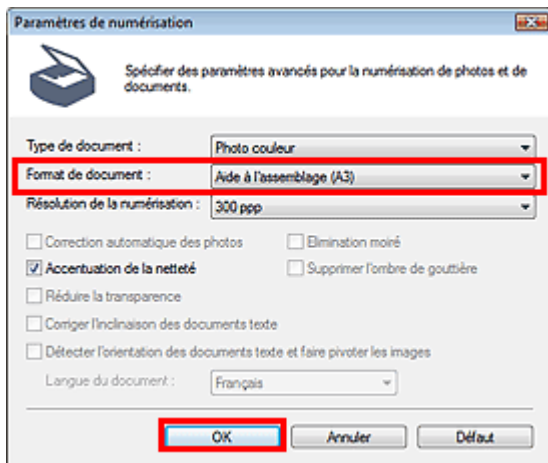 Paramètres de numérisation
Spécifier des paramètres avancés pour la numérisation de photos et de
documents.
Type de document : Photo couleur
Format de document : Aide à l'assemblage (A3)
Résolution de la numérisation : 300 ppp
Correction automatique des photos Elimination moiré
Accentuation de la netteté Supprimer l'ombre de gouttière
Réduire la transparence
Corriger l'inclinaison des documents texte
Détecter l'orientation des documents texte et faire pivoter les images
Langue du document : Français
OK Annuler Défaut